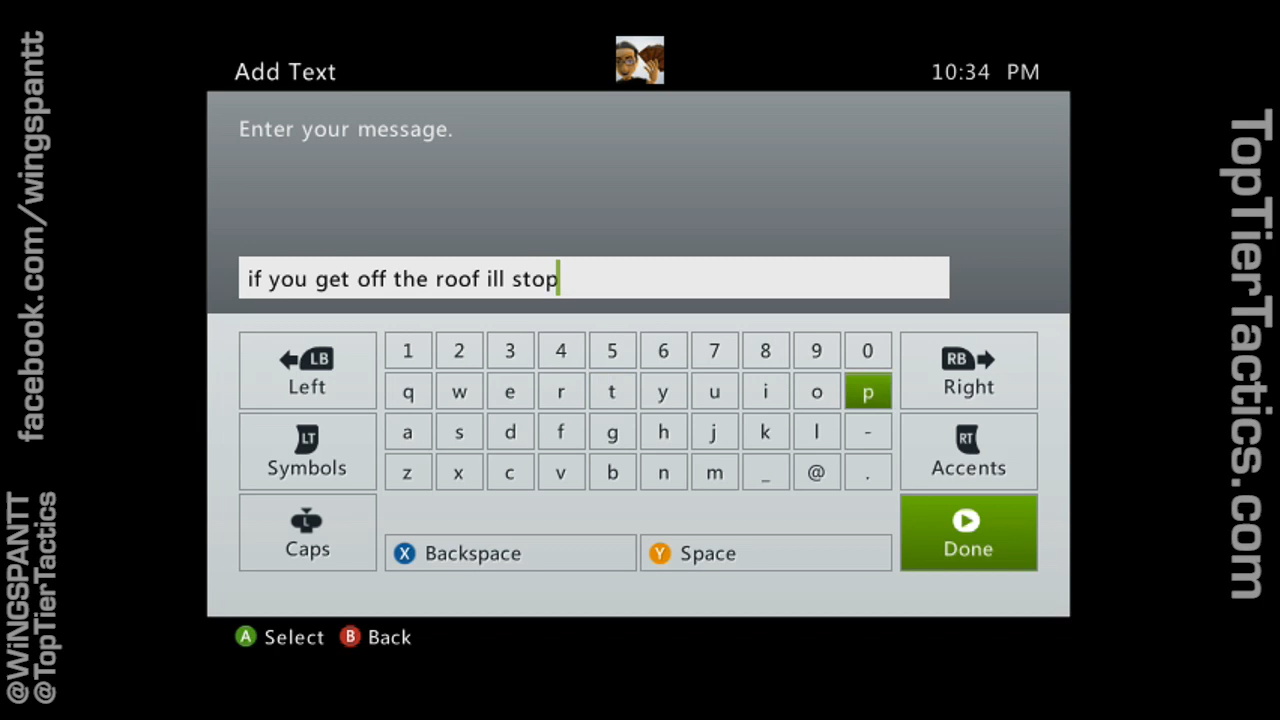 facebook.com/wingspantt
@WiNGSPANTT
@TopTierTactics
Add Text
10:34 PM
Enter your message.
if you get off the roof ill stop
LB
Left
1 2 3 4 5 6 7 8 9 0
RB
Right
q w e r t y u i o p
LT
Symbols
a s d f g h j k l -
RT
Accents
z x c v b n m _ @ .
L
Caps
X Backspace
Y Space
Done
A Select B Back
TopTierTactics.com